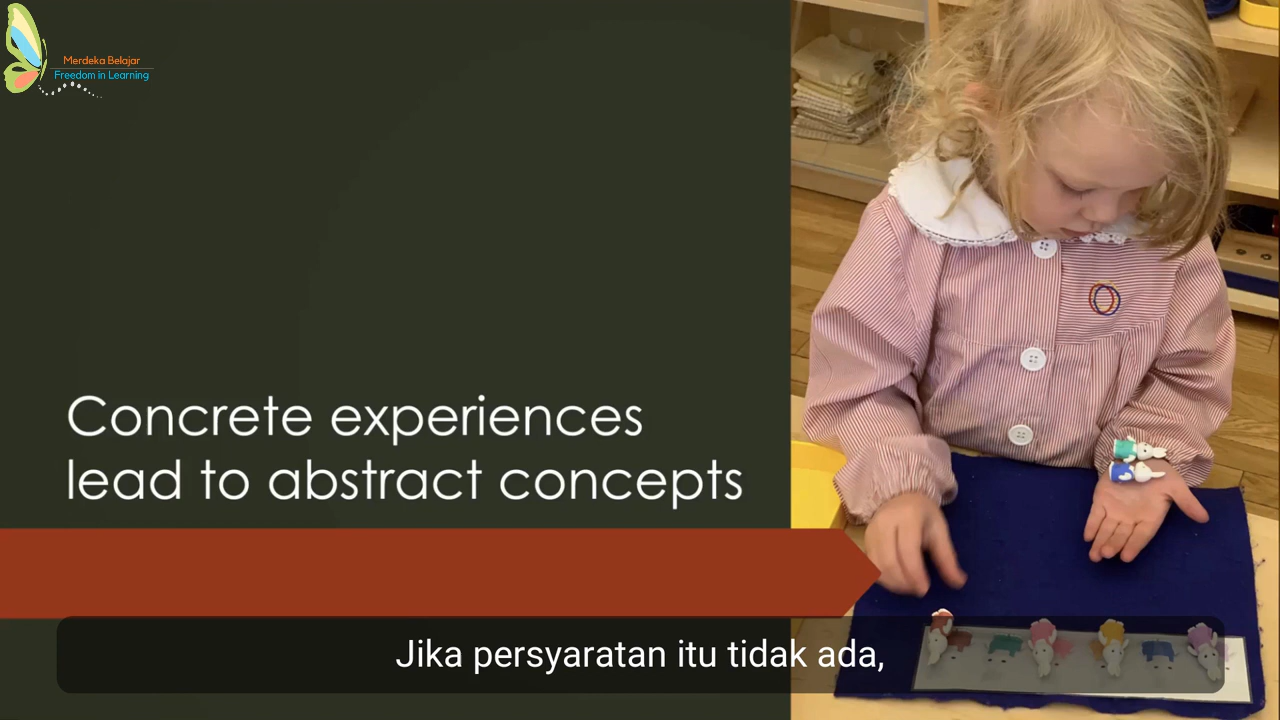 Merdeka Belajar
Freedom in Learning
Concrete experiences
lead to abstract concepts
Jika persyaratan itu tidak ada,